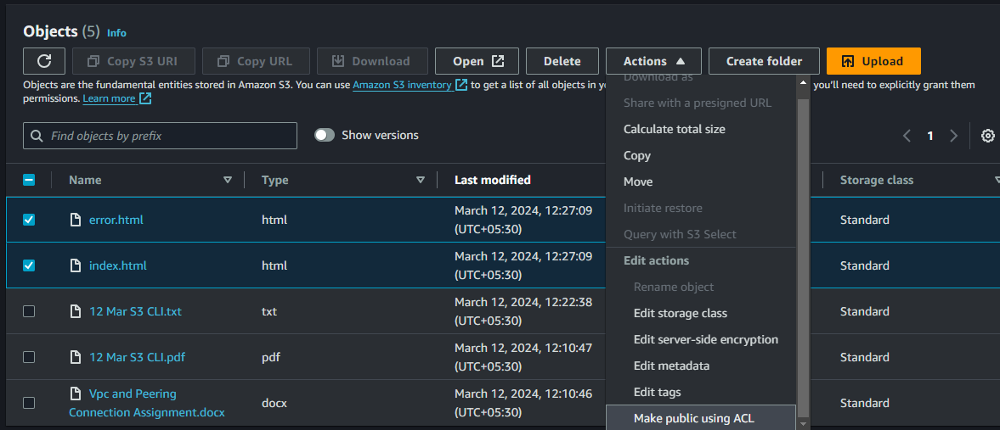 Objects (5) Info
Copy S3 URI Copy URL Download Open Delete Actions Create folder Upload
Objects are the fundamental entities stored in Amazon S3. You can use Amazon S3 inventory to get a list of all objects in you'll need to explicitly grant them
permissions. Learn more
Find objects by prefix Show versions 1
Name Type Last modified Storage class
error.html html March 12, 2024, 12:27:09 (UTC+05:30) Standard
index.html html March 12, 2024, 12:27:09 (UTC+05:30) Standard
12 Mar S3 CLI.txt txt March 12, 2024, 12:22:38 (UTC+05:30) Standard
12 Mar S3 CLI.pdf pdf March 12, 2024, 12:10:47 (UTC+05:30) Standard
Vpc and Peering Connection Assignment.docx docx March 12, 2024, 12:10:46 (UTC+05:30) Standard
Download as
Share with a presigned URL
Calculate total size
Copy
Move
Initiate restore
Query with S3 Select
Edit actions
Rename object
Edit storage class
Edit server-side encryption
Edit metadata
Edit tags
Make public using ACL